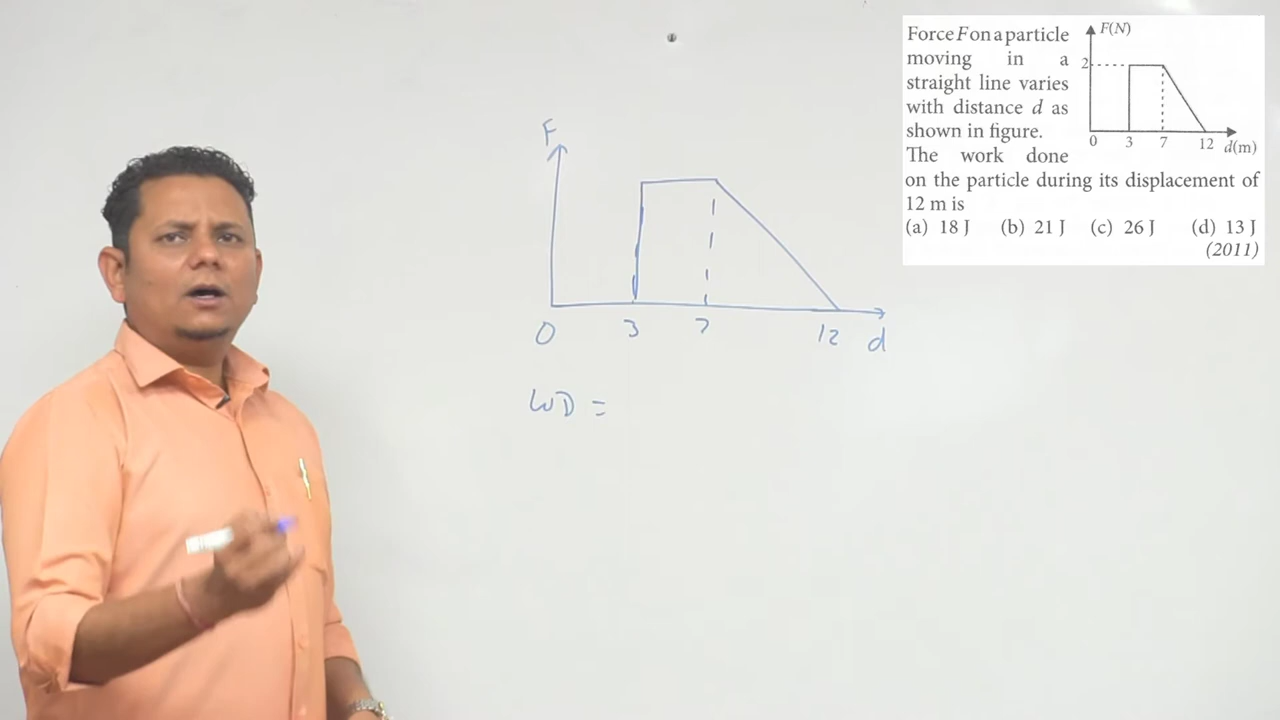 Force F on a particle
moving in a
straight line varies
with distance d as
shown in figure.
The work done
on the particle during its displacement of
12 m is
(a) 18 J (b) 21 J (c) 26 J (d) 13 J
(2011)
F(N)
2
0 3 7 12 d(m)
F
0 3 7 12 d
WD =